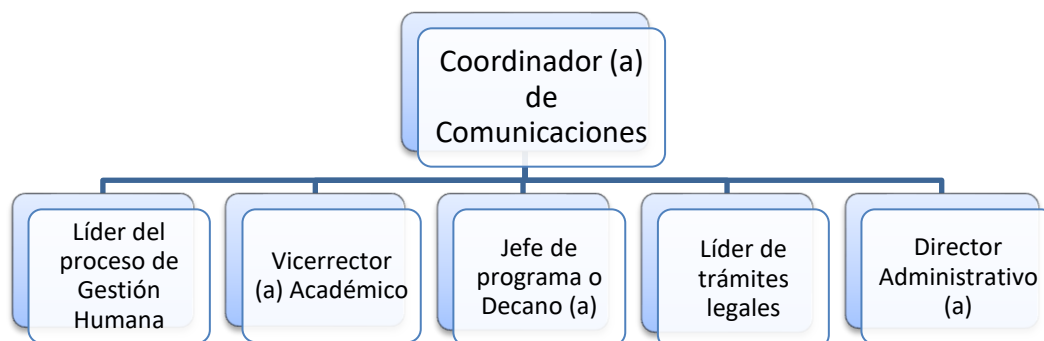 Coordinador (a)
de
Comunicaciones
Líder del
proceso de
Gestión
Humana
Vicerrector
(a) Académico
Jefe de
programa o
Decano (a)
Líder de
trámites
legales
Director
Administrativo
(a)